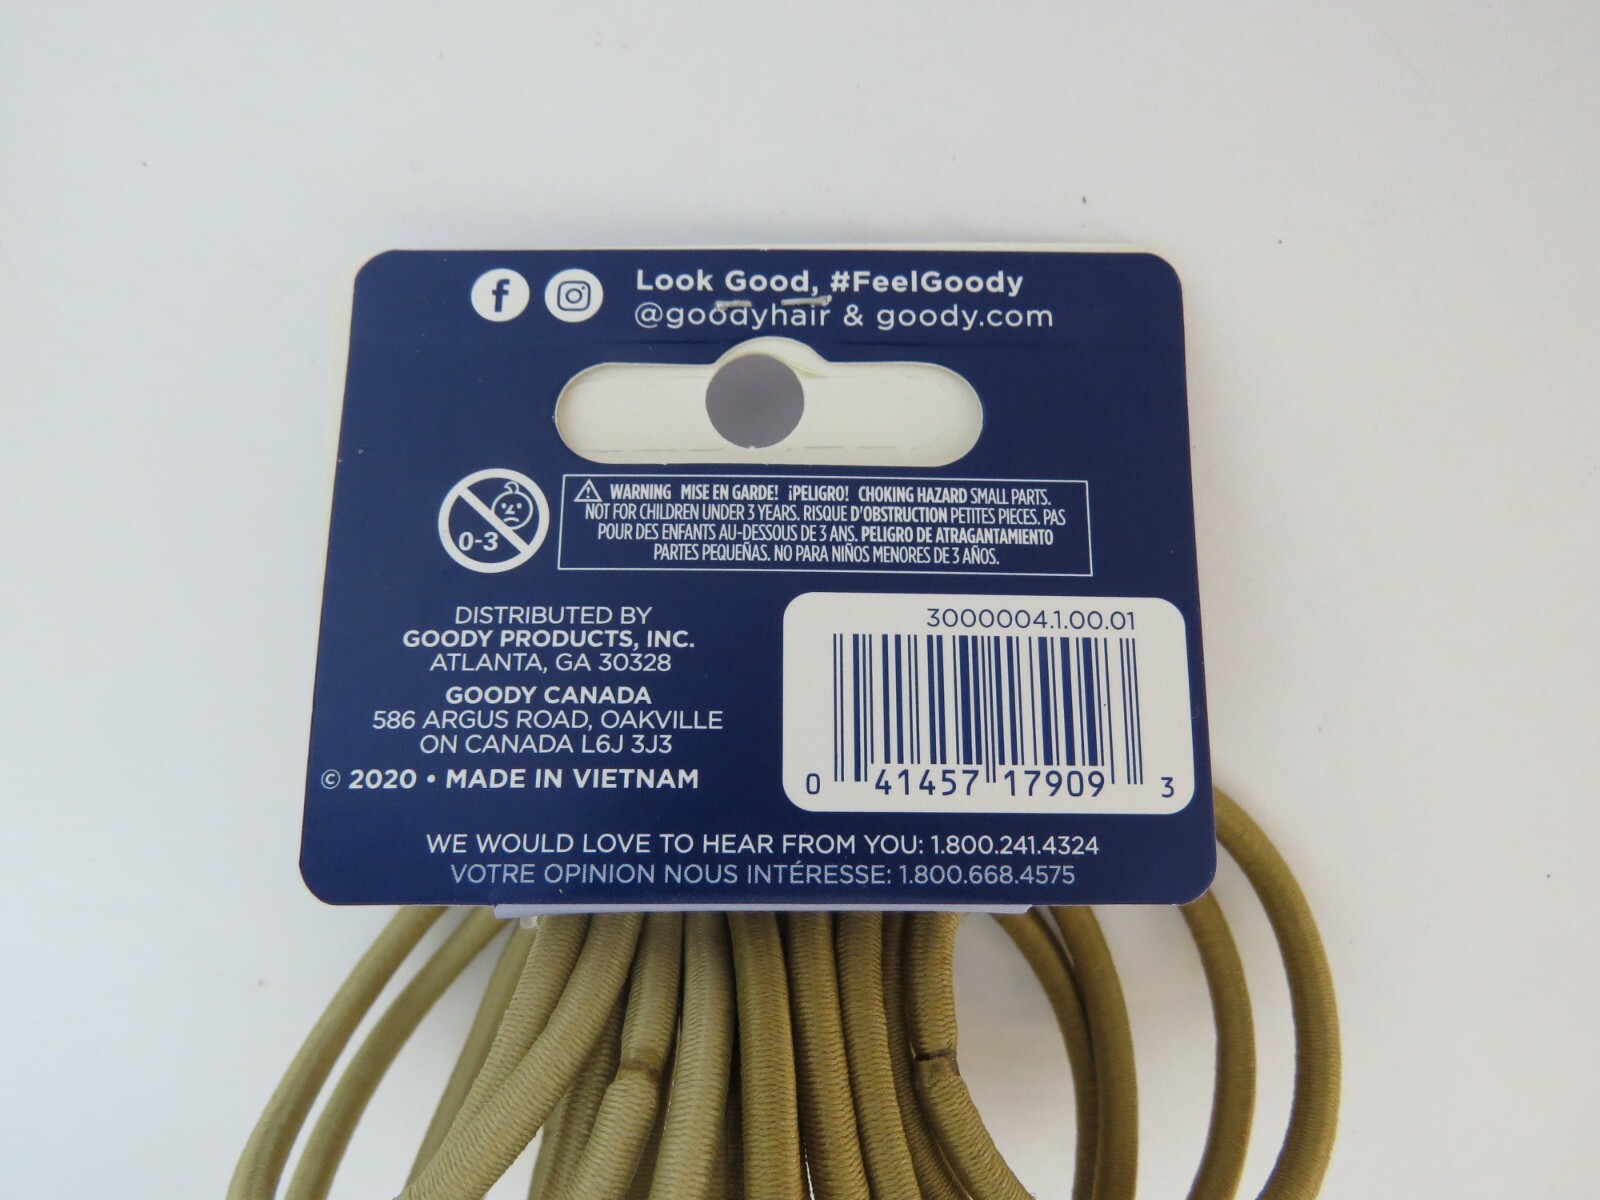 Look Good, #FeelGoody
@goodyhair & goody.com
0-3
WARNING MISE EN GARDE! ¡PELIGRO! CHOKING HAZARD SMALL PARTS.
NOT FOR CHILDREN UNDER 3 YEARS. RISQUE D'OBSTRUCTION PETITES PIECES. PAS
POUR DES ENFANTS AU-DESSOUS DE 3 ANS. PELIGRO DE ATRAGANTAMIENTO
PARTES PEQUEÑAS. NO PARA NIÑOS MENORES DE 3 AÑOS.
DISTRIBUTED BY
GOODY PRODUCTS, INC.
ATLANTA, GA 30328
GOODY CANADA
586 ARGUS ROAD, OAKVILLE
ON CANADA L6J 3J3
© 2020 • MADE IN VIETNAM
3000004.1.00.01
0 41457 17909 3
WE WOULD LOVE TO HEAR FROM YOU: 1.800.241.4324
VOTRE OPINION NOUS INTÉRESSE: 1.800.668.4575